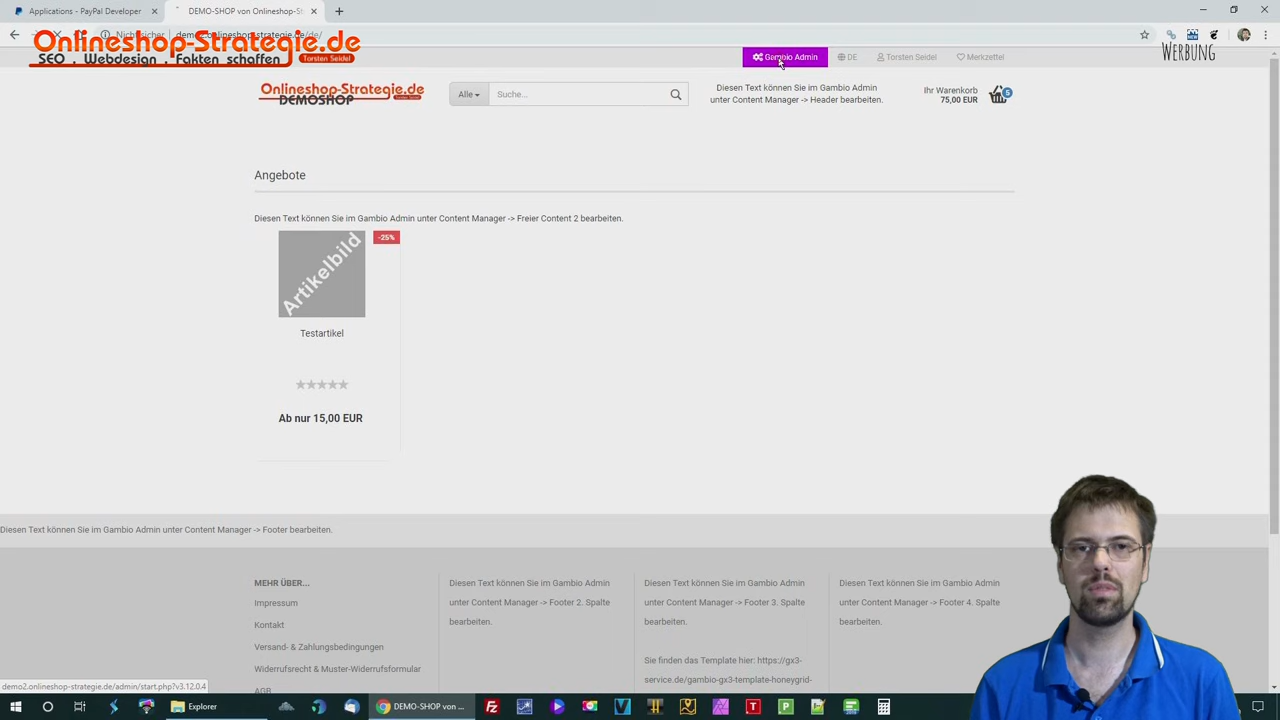 Applications - PayPal Developer
DEMO-SHOP von Onlineshop-Strat
demo2.onlineshop-strategie.de/de/
Onlineshop-Strategie.de
SEO . Webdesign . Fakten schaffen
Torsten Seidel
Werbung
Gambio Admin
DE
Torsten Seidel
Merkzettel
Onlineshop-Strategie.de
DEMOSHOP
Alle
Suche...
Diesen Text können Sie im Gambio Admin
unter Content Manager -> Header bearbeiten.
Ihr Warenkorb
75,00 EUR
5
Angebote
Diesen Text können Sie im Gambio Admin unter Content Manager -> Freier Content 2 bearbeiten.
-25%
Artikelbild
Testartikel
Ab nur 15,00 EUR
Diesen Text können Sie im Gambio Admin unter Content Manager -> Footer bearbeiten.
MEHR ÜBER...
Impressum
Kontakt
Versand- & Zahlungsbedingungen
Widerrufsrecht & Muster-Widerrufsformular
AGB
Diesen Text können Sie im Gambio Admin
unter Content Manager -> Footer 2. Spalte
bearbeiten.
Diesen Text können Sie im Gambio Admin
unter Content Manager -> Footer 3. Spalte
bearbeiten.
Sie finden das Template hier: https://gx3-
service.de/gambio-gx3-template-honeygrid-
Diesen Text können Sie im Gambio Admin
unter Content Manager -> Footer 4. Spalte
bearbeiten.
demo2.onlineshop-strategie.de/admin/start.php?v3.12.0.4
Explorer
DEMO-SHOP von ...